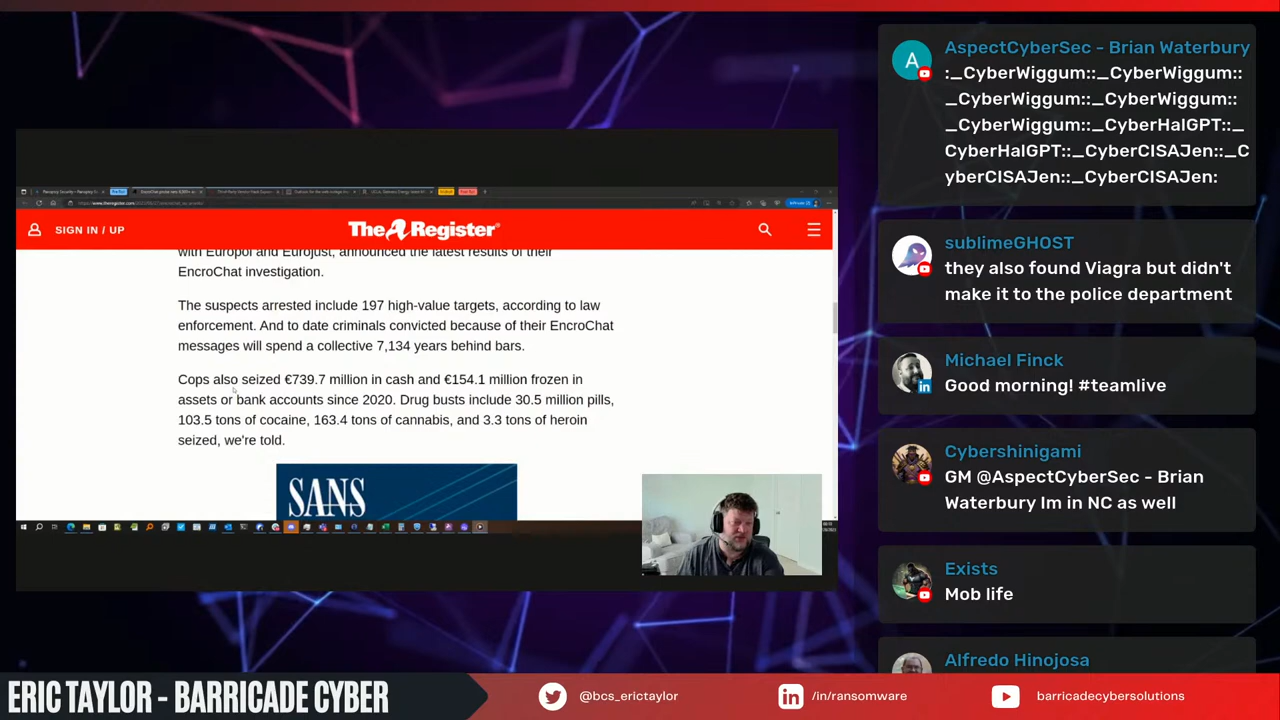 SIGN IN / UP
The Register
with Europol and Eurojust, announced the latest results of their
EncroChat investigation.
The suspects arrested include 197 high-value targets, according to law
enforcement. And to date criminals convicted because of their EncroChat
messages will spend a collective 7,134 years behind bars.
Cops also seized €739.7 million in cash and €154.1 million frozen in
assets or bank accounts since 2020. Drug busts include 30.5 million pills,
103.5 tons of cocaine, 163.4 tons of cannabis, and 3.3 tons of heroin
seized, we're told.
SANS
A
AspectCyberSec - Brian Waterbury
:_CyberWiggum::_CyberWiggum::
_CyberWiggum::_CyberWiggum::
_CyberWiggum::_CyberHalGPT::_
CyberHalGPT::_CyberCISAJen::_C
yberCISAJen::_CyberCISAJen:
sublimeGHOST
they also found Viagra but didn't
make it to the police department
Michael Finck
Good morning! #teamlive
Cybershinigami
GM @AspectCyberSec - Brian
Waterbury Im in NC as well
Exists
Mob life
Alfredo Hinojosa
ERIC TAYLOR - BARRICADE CYBER
@bcs_erictaylor
in
/in/ransomware
barricadecybersolutions